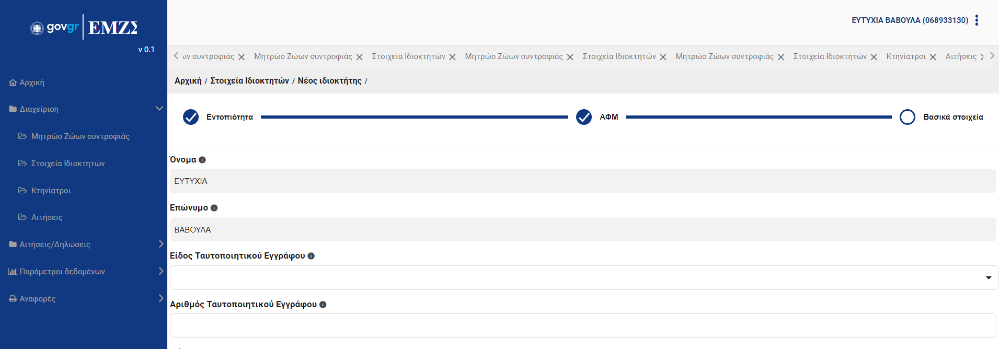 govgr ΕΜΖΣ
v 0.1
ΕΥΤΥΧΙΑ ΒΑΒΟΥΛΑ (068933130)
ων συντροφιάς Μητρώο Ζώων συντροφιάς Στοιχεία Ιδιοκτητών Μητρώο Ζώων συντροφιάς Στοιχεία Ιδιοκτητών Μητρώο Ζώων συντροφιάς Στοιχεία Ιδιοκτητών Κτηνίατροι Αιτήσεις
Αρχική / Στοιχεία Ιδιοκτητών / Νέος ιδιοκτήτης /
Αρχική
Διαχείριση
Μητρώο Ζώων συντροφιάς
Στοιχεία Ιδιοκτητών
Κτηνίατροι
Αιτήσεις
Αιτήσεις/Δηλώσεις
Παράμετροι δεδομένων
Αναφορές
Εντοπιότητα ΑΦΜ Βασικά στοιχεία
Όνομα
ΕΥΤΥΧΙΑ
Επώνυμο
ΒΑΒΟΥΛΑ
Είδος Ταυτοποιητικού Εγγράφου
Αριθμός Ταυτοποιητικού Εγγράφου